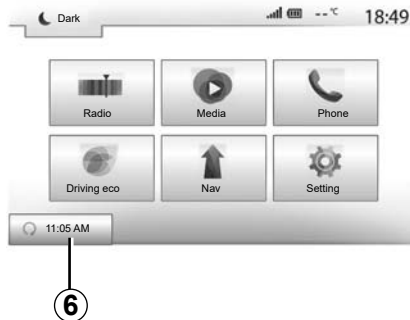 Dark
--°C
18:49
Radio
Media
Phone
Driving eco
Nav
Setting
11:05 AM
6